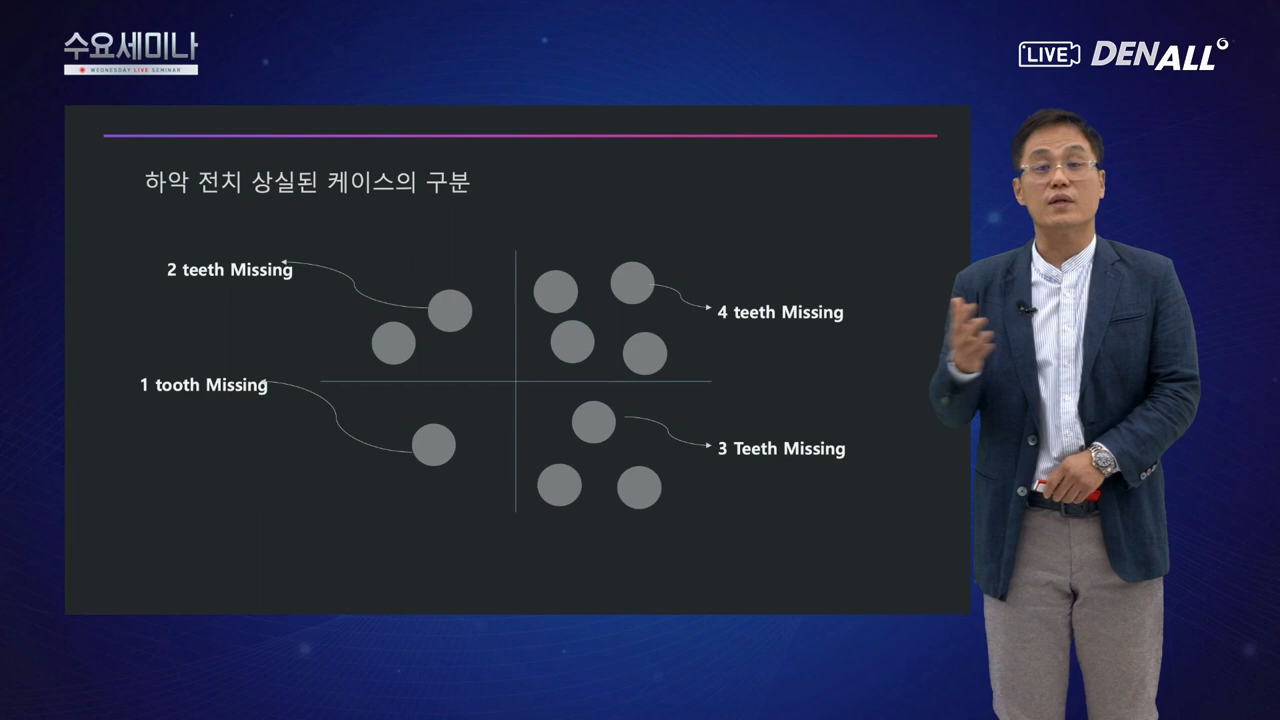 수요세미나
WEDNESDAY LIVE SEMINAR
LIVE DENALL
하악 전치 상실된 케이스의 구분
2 teeth Missing
4 teeth Missing
1 tooth Missing
3 Teeth Missing